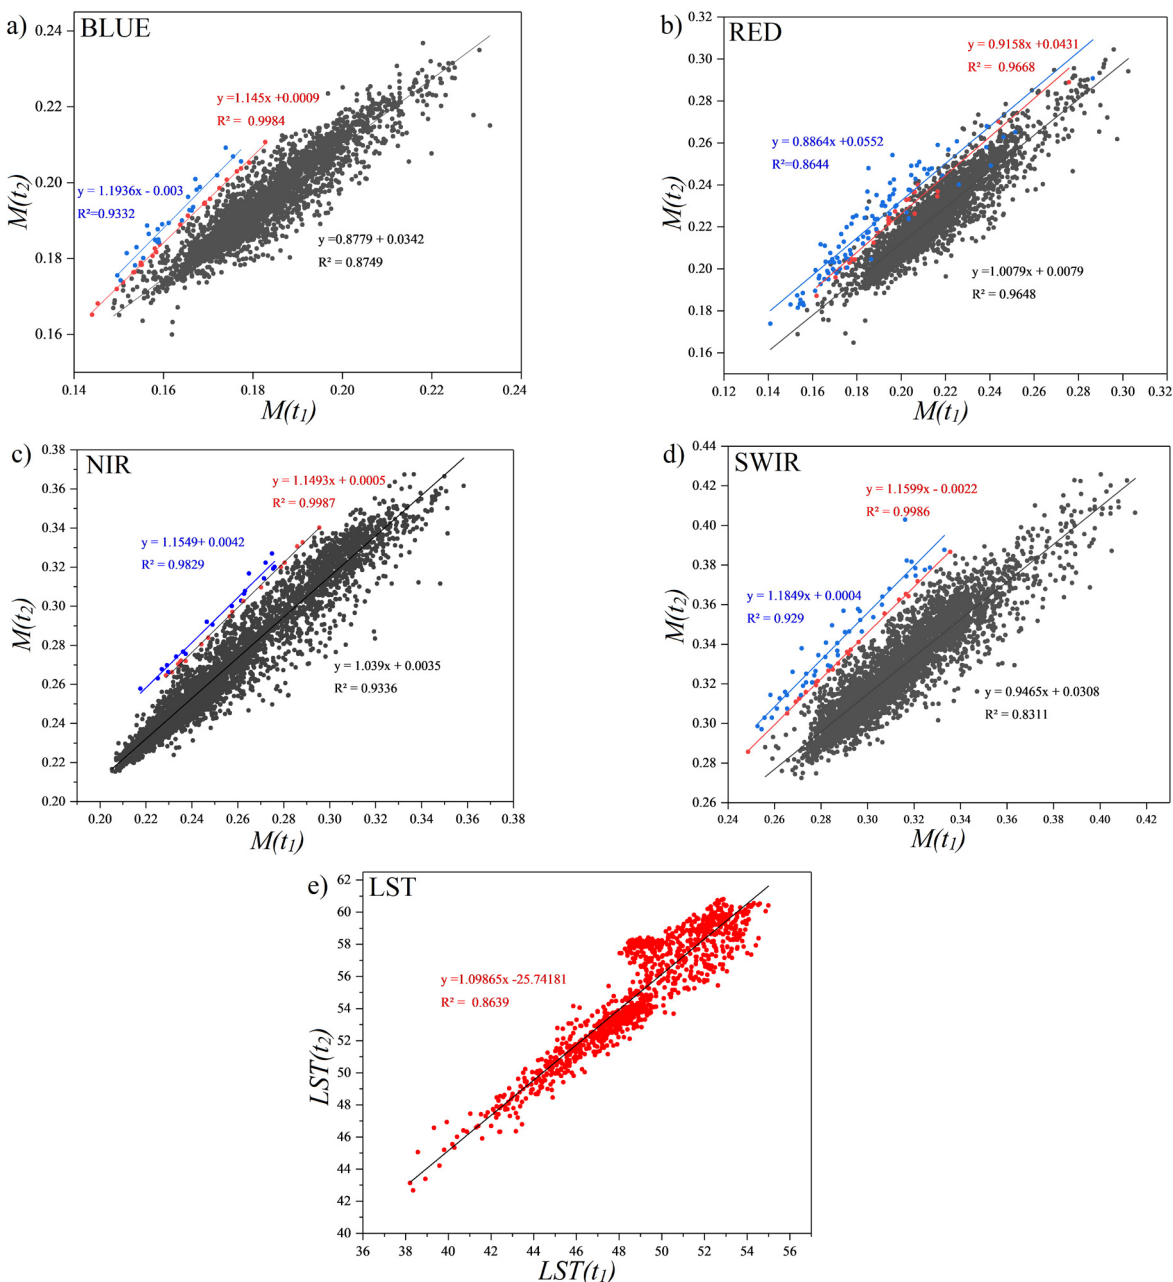 a)
BLUE
0.24
0.22
0.20
0.18
0.16
M(t2)
y =1.145x +0.0009
R² = 0.9984
y = 1.1936x - 0.003
R²=0.9332
y =0.8779 + 0.0342
R² = 0.8749
0.14 0.16 0.18 0.20 0.22 0.24
M(t1)
b)
RED
0.32
0.30
0.28
0.26
0.24
0.22
0.20
0.18
0.16
M(t2)
y = 0.9158x +0.0431
R² = 0.9668
y = 0.8864x +0.0552
R²=0.8644
y = 1.0079x + 0.0079
R² = 0.9648
0.12 0.14 0.16 0.18 0.20 0.22 0.24 0.26 0.28 0.30 0.32
M(t1)
c)
NIR
0.38
0.36
0.34
0.32
0.30
0.28
0.26
0.24
0.22
0.20
M(t2)
y = 1.1493x + 0.0005
R² = 0.9987
y = 1.1549+ 0.0042
R² = 0.9829
y = 1.039x + 0.0035
R² = 0.9336
0.20 0.22 0.24 0.26 0.28 0.30 0.32 0.34 0.36 0.38
M(t1)
d)
SWIR
0.44
0.42
0.40
0.38
0.36
0.34
0.32
0.30
0.28
0.26
M(t2)
y = 1.1599x - 0.0022
R² = 0.9986
y = 1.1849x + 0.0004
R² = 0.929
y = 0.9465x + 0.0308
R² = 0.8311
0.24 0.26 0.28 0.30 0.32 0.34 0.36 0.38 0.40 0.42
M(t1)
e)
LST
62
60
58
56
54
52
50
48
46
44
42
40
LST(t2)
y =1.09865x -25.74181
R² = 0.8639
36 38 40 42 44 46 48 50 52 54 56
LST(t1)